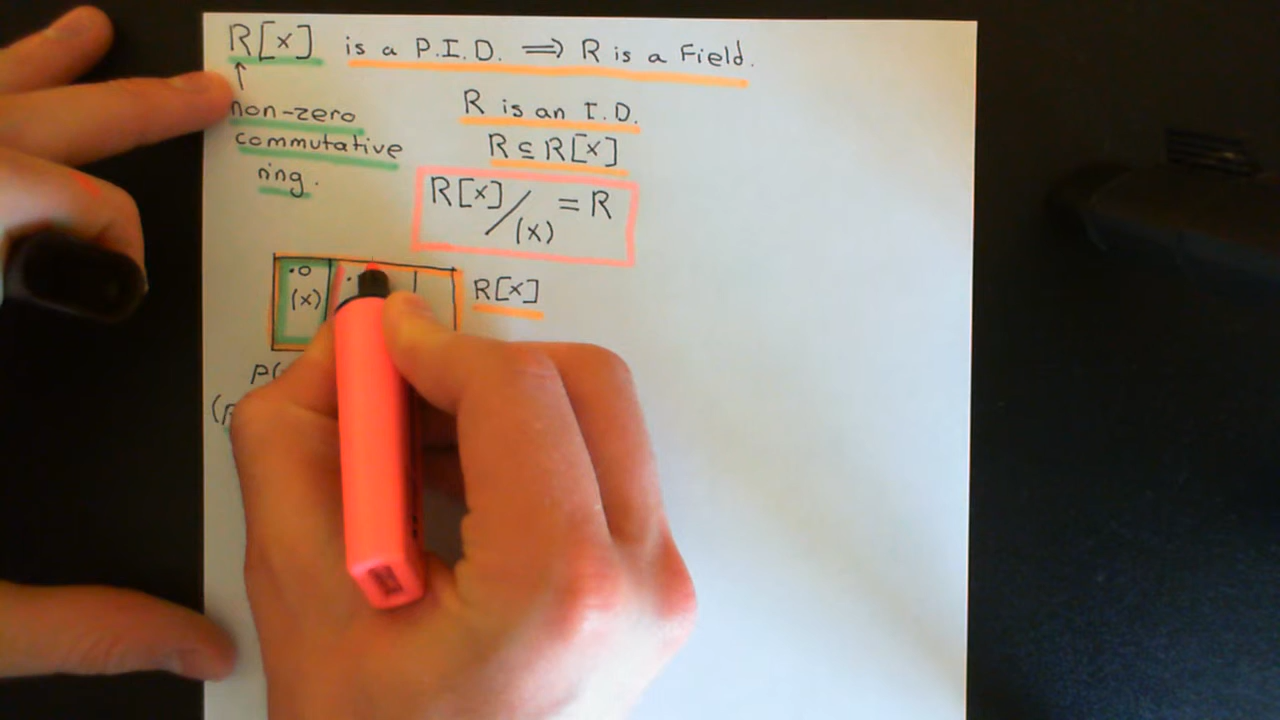 R[x] is a P.I.D. ⟹ R is a Field.
↑
non-zero
commutative
ring.
R is an I.D.
R ⊆ R[x]
R[x]/(x) = R
·0
(x)
R[x]
P(
(P